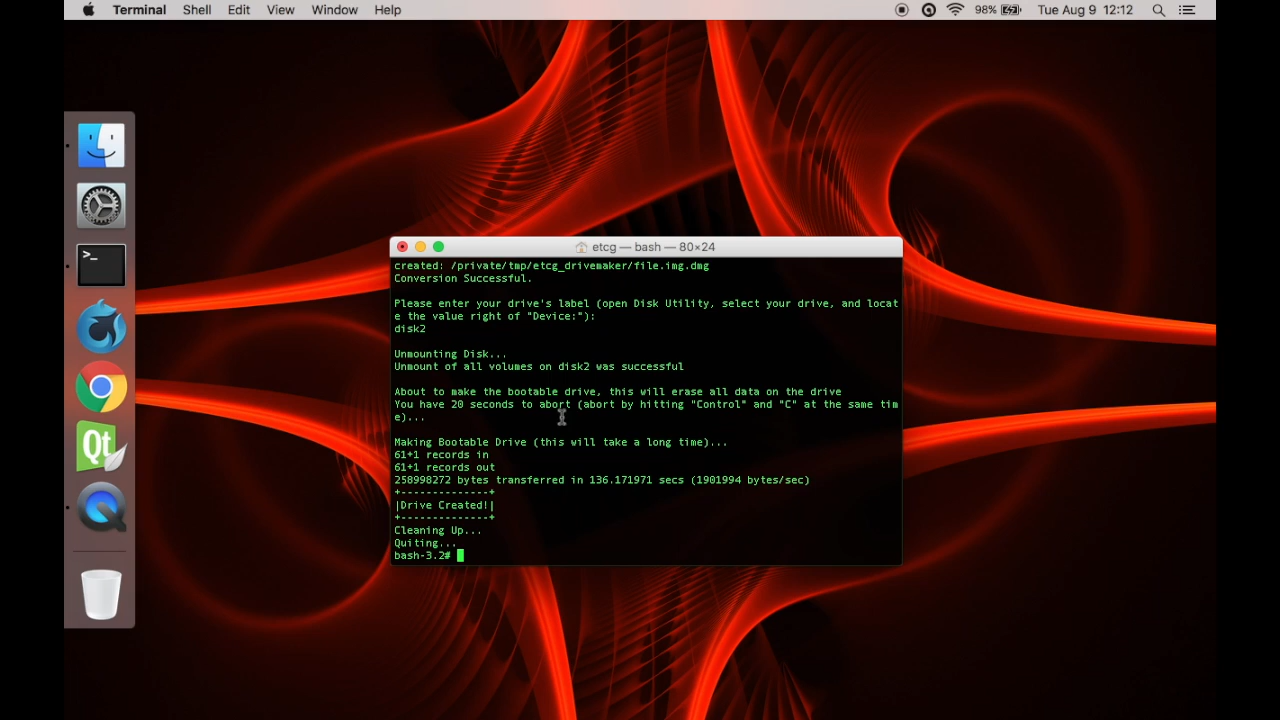 Terminal Shell Edit View Window Help 98% Tue Aug 9 12:12
etcg — bash — 80×24
created: /private/tmp/etcg_drivemaker/file.img.dmg
Conversion Successful.
Please enter your drive's label (open Disk Utility, select your drive, and locat
e the value right of "Device:"):
disk2
Unmounting Disk...
Unmount of all volumes on disk2 was successful
About to make the bootable drive, this will erase all data on the drive
You have 20 seconds to abort (abort by hitting "Control" and "C" at the same tim
e)...
Making Bootable Drive (this will take a long time)...
61+1 records in
61+1 records out
258998272 bytes transferred in 136.171971 secs (1901994 bytes/sec)
+--------------+
|Drive Created!|
+--------------+
Cleaning Up...
Quiting...
bash-3.2#
>_
Qt